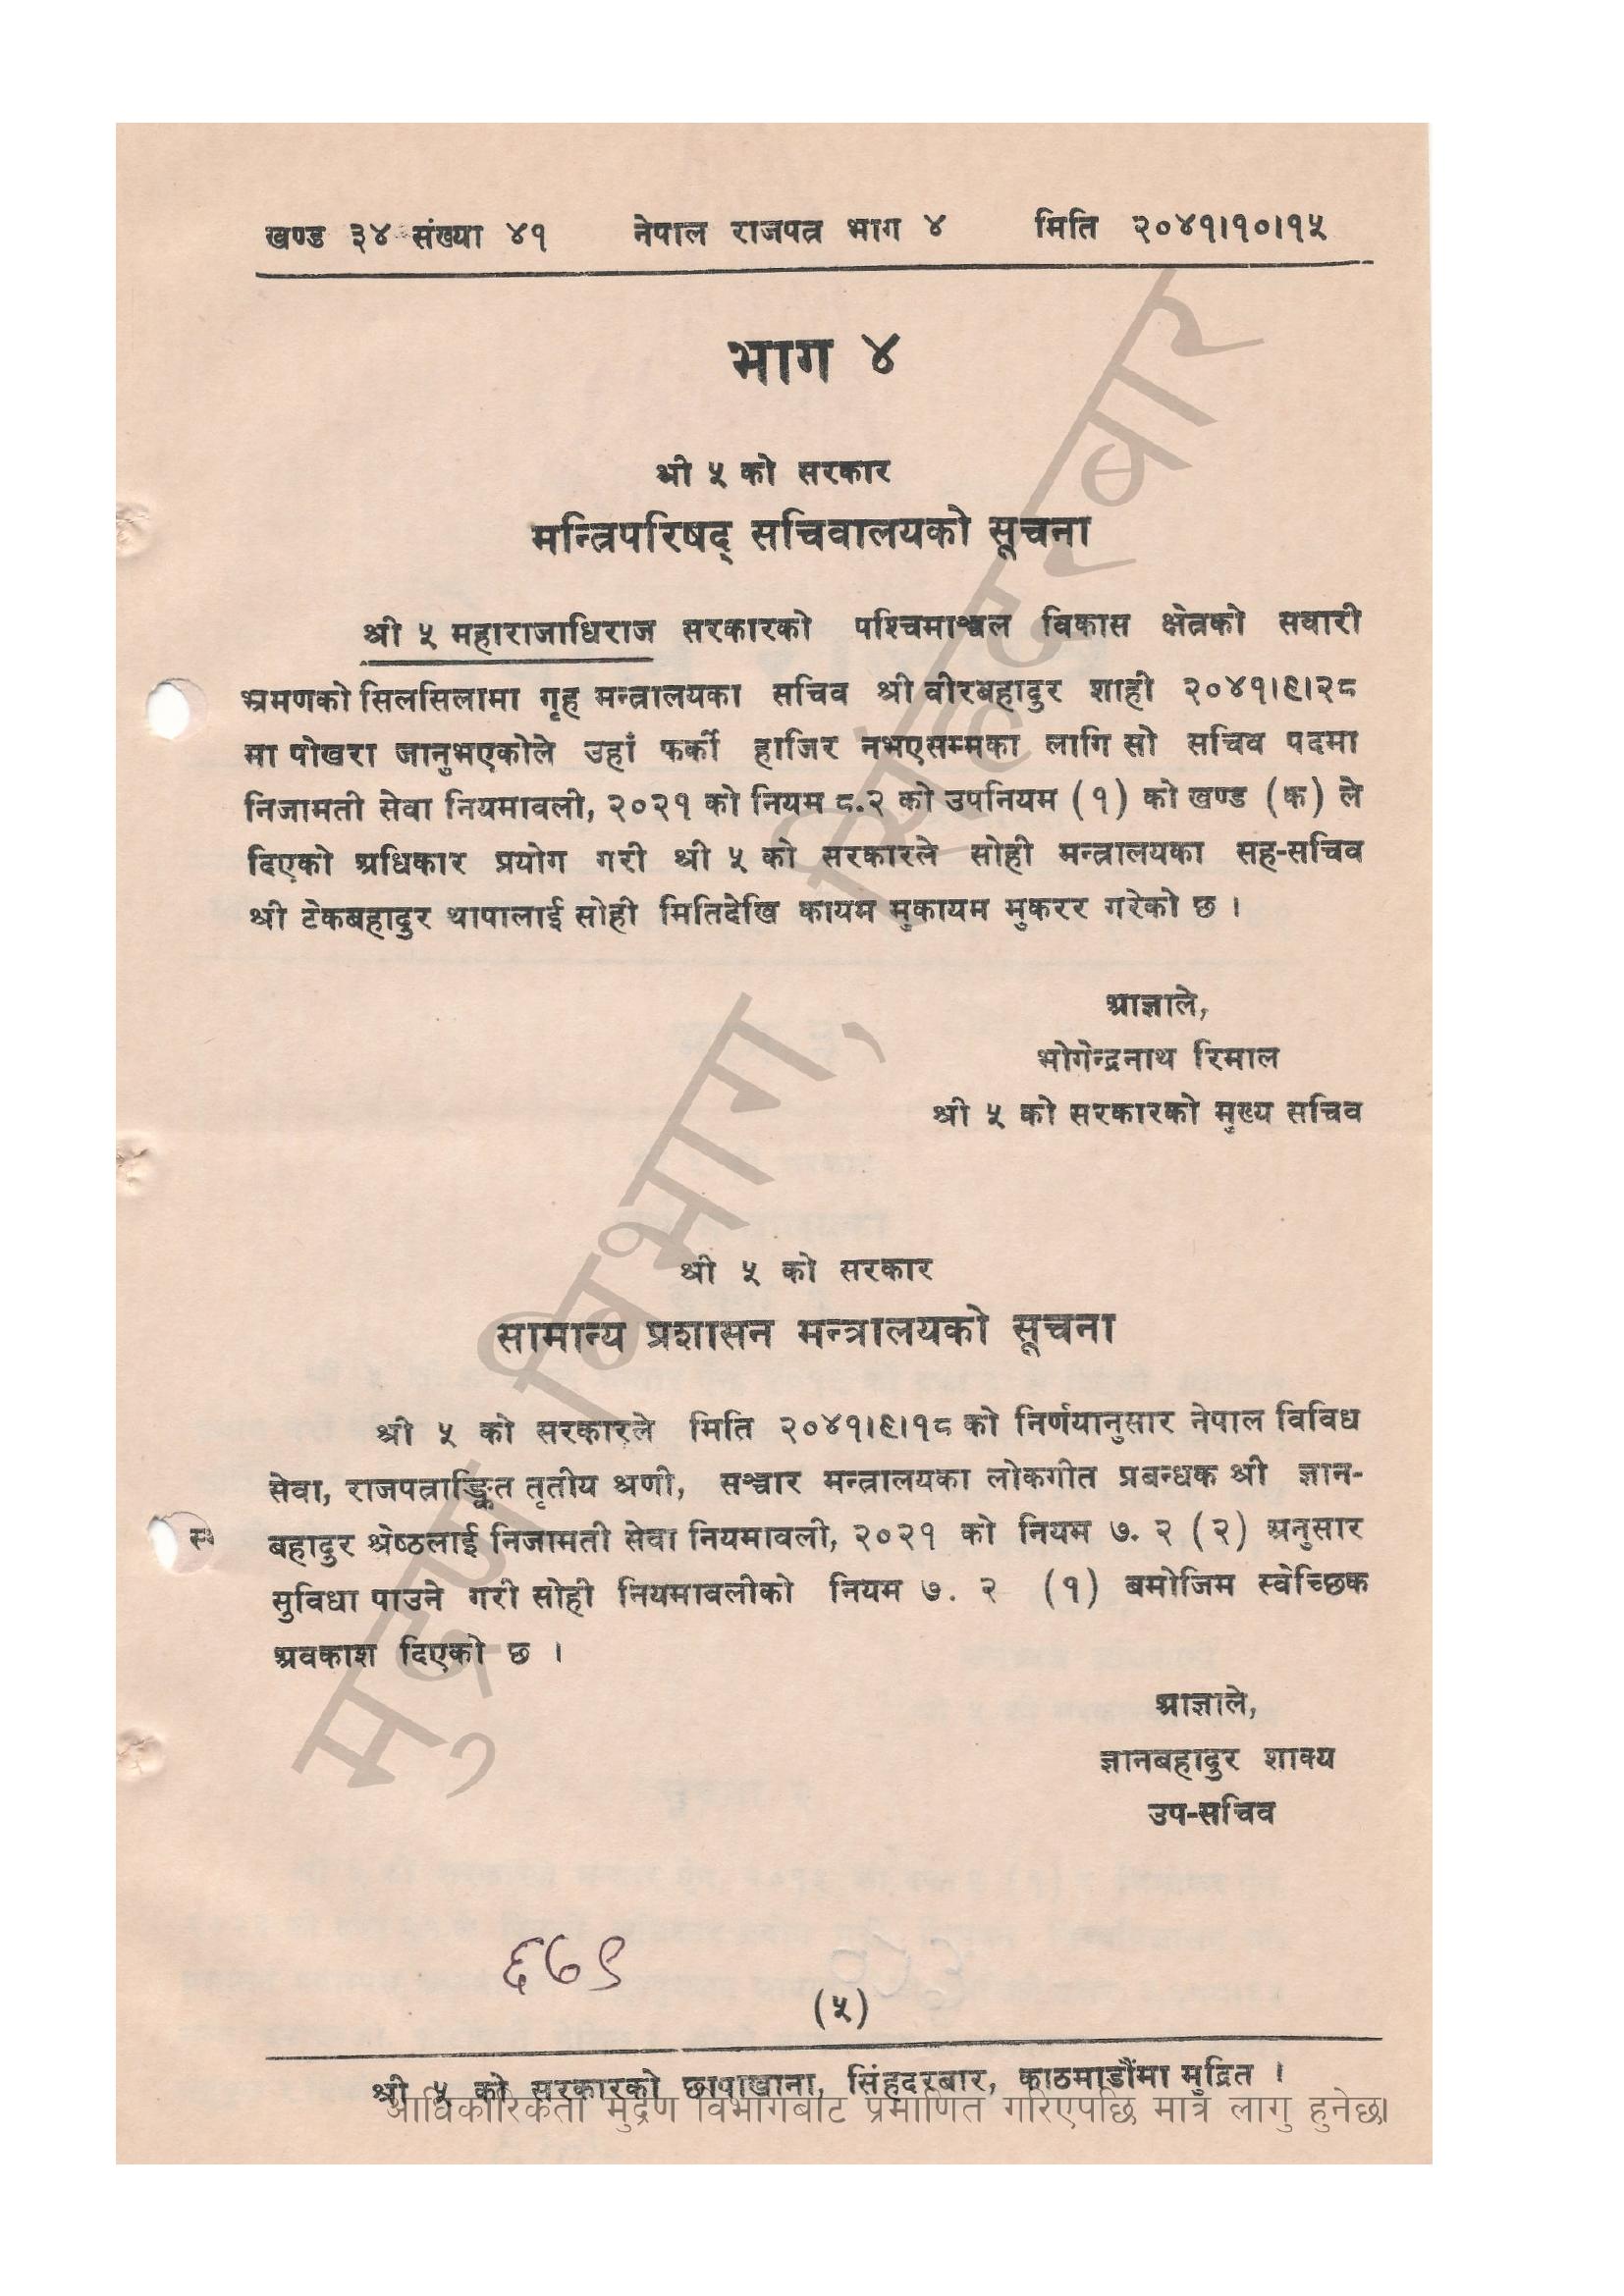 खण्ड ३४ संख्या ४१ नेपाल राजपत्र भाग ४ मिति २०४१।१०।१५
भाग ४
श्री ५ को सरकार
मन्त्रिपरिषद् सचिवालयको सूचना
श्री ५ महाराजाधिराज सरकारको पश्चिमाञ्चल विकास क्षेत्रको सवारी
भ्रमणको सिलसिलामा गृह मन्त्रालयका सचिव श्री वीरबहादुर शाही २०४१।९।२८
मा पोखरा जानुभएकोले उहाँ फर्की हाजिर नभएसम्मका लागि सो सचिव पदमा
निजामती सेवा नियमावली, २०२१ को नियम ८.२ को उपनियम (१) को खण्ड (क) ले
दिएको अधिकार प्रयोग गरी श्री ५ को सरकारले सोही मन्त्रालयका सह-सचिव
श्री टेकबहादुर थापालाई सोही मितिदेखि कायम मुकायम मुकरर गरेको छ ।
आज्ञाले,
भोगेन्द्रनाथ रिमाल
श्री ५ को सरकारको मुख्य सचिव
श्री ५ को सरकार
सामान्य प्रशासन मन्त्रालयको सूचना
श्री ५ को सरकारले मिति २०४१।९।१८ को निर्णयानुसार नेपाल विविध
सेवा, राजपत्राङ्कित तृतीय श्रणी, सञ्चार मन्त्रालयका लोकगीत प्रबन्धक श्री ज्ञान-
बहादुर श्रेष्ठलाई निजामती सेवा नियमावली, २०२१ को नियम ७. २ (२) अनुसार
सुविधा पाउने गरी सोही नियमावलीको नियम ७. २ (१) बमोजिम स्वेच्छिक
अवकाश दिएको छ ।
आज्ञाले,
ज्ञानबहादुर शाक्य
उप-सचिव
६७९
(५)
श्री ५ को सरकारको छापाखाना, सिंहदरबार, काठमाडौंमा मुद्रित ।
आधिकारिकता मुद्रण विभागबाट प्रमाणित गरिएपछि मात्र लागु हुनेछ।
मुद्रण विभाग, सिंहदरबार